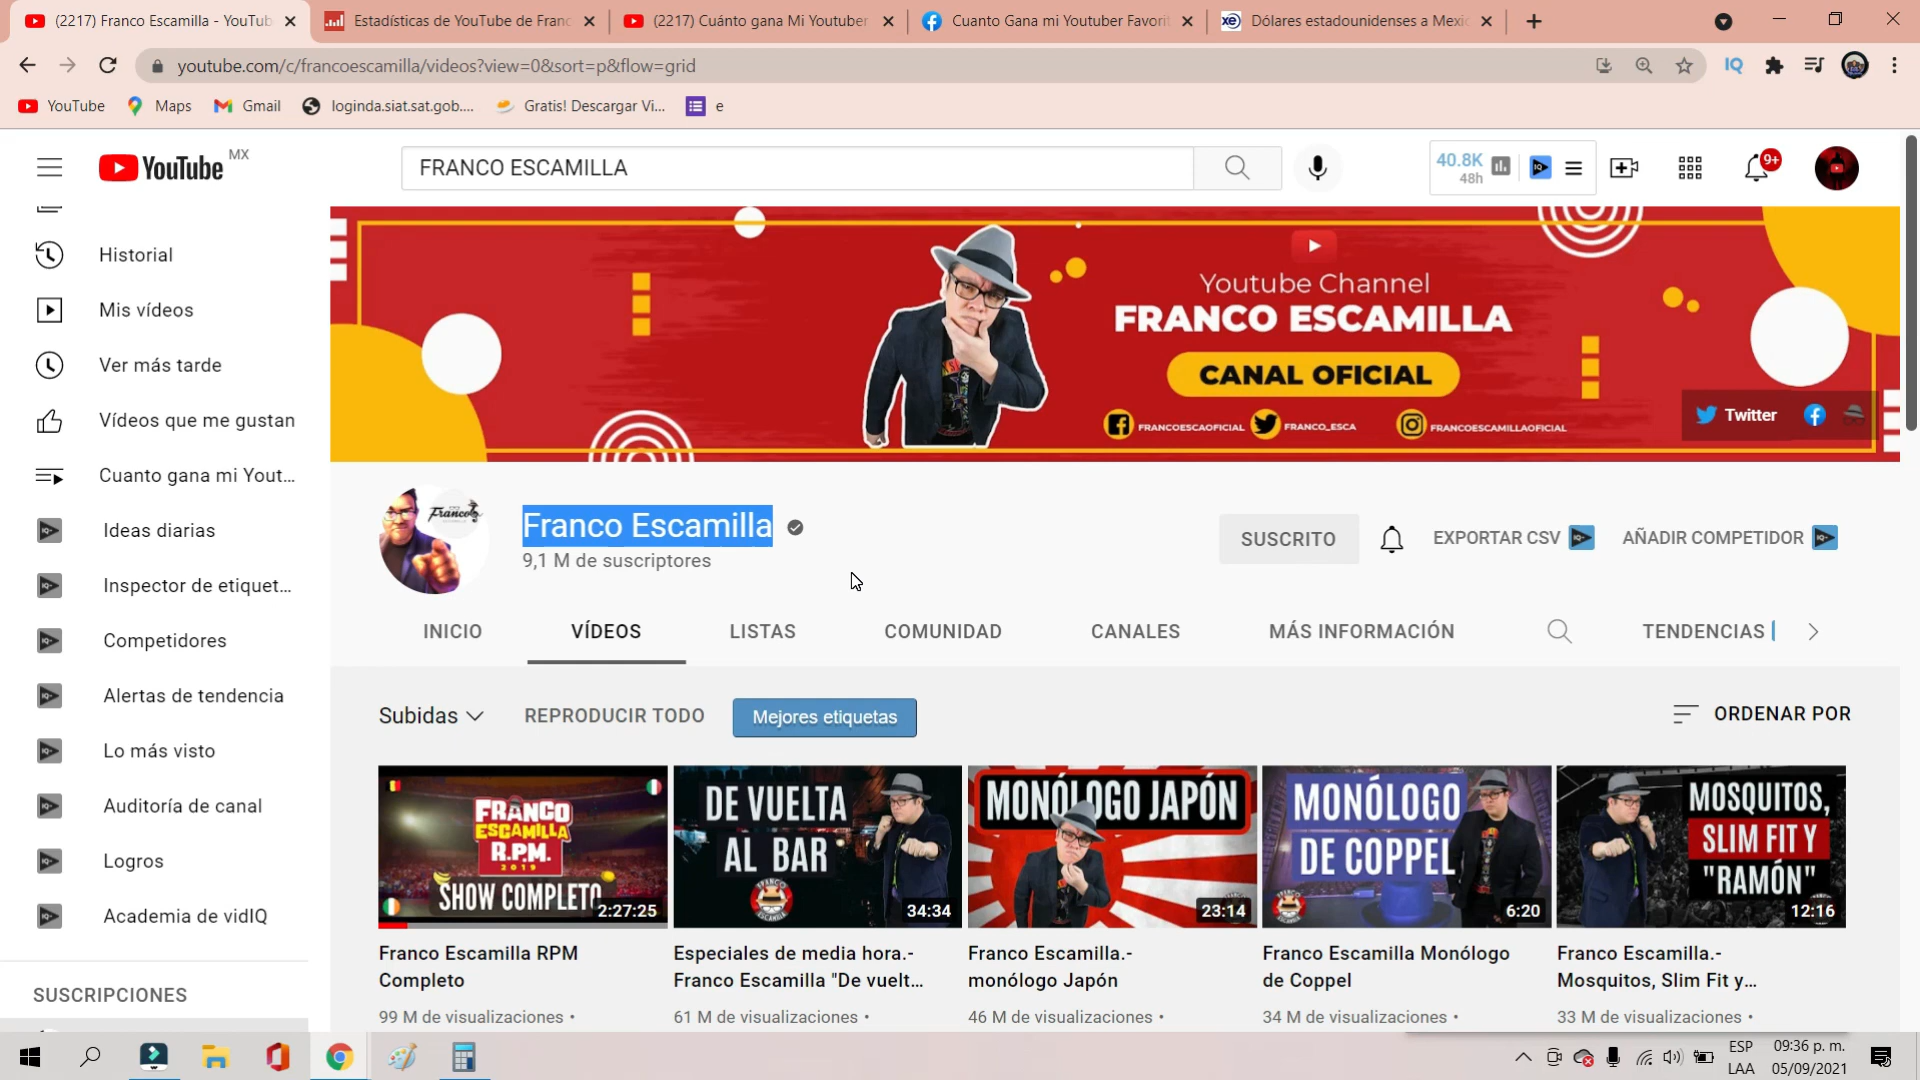 (2217) Franco Escamilla - YouTub
Estadísticas de YouTube de Franc
(2217) Cuánto gana Mi Youtuber
Cuanto Gana mi Youtuber Favorit
Dólares estadounidenses a Mexic
youtube.com/c/francoescamilla/videos?view=0&sort=p&flow=grid
YouTube
Maps
Gmail
loginda.siat.sat.gob....
Gratis! Descargar Vi...
e
YouTube MX
FRANCO ESCAMILLA
40.8K
48h
9+
Historial
Mis vídeos
Ver más tarde
Vídeos que me gustan
Cuanto gana mi Yout...
Ideas diarias
Inspector de etiquet...
Competidores
Alertas de tendencia
Lo más visto
Auditoría de canal
Logros
Academia de vidIQ
SUSCRIPCIONES
Youtube Channel
FRANCO ESCAMILLA
CANAL OFICIAL
FRANCOESCAOFICIAL
FRANCO_ESCA
FRANCOESCAMILLAOFICIAL
Twitter
Franco
Franco Escamilla
9,1 M de suscriptores
SUSCRITO
EXPORTAR CSV
AÑADIR COMPETIDOR
INICIO
VÍDEOS
LISTAS
COMUNIDAD
CANALES
MÁS INFORMACIÓN
TENDENCIAS
Subidas
REPRODUCIR TODO
Mejores etiquetas
ORDENAR POR
FRANCO
ESCAMILLA
R.P.M.
2019
SHOW COMPLETO
2:27:25
Franco Escamilla RPM
Completo
99 M de visualizaciones •
DE VUELTA
AL BAR
34:34
Especiales de media hora.-
Franco Escamilla "De vuelt...
61 M de visualizaciones •
MONÓLOGO JAPÓN
23:14
Franco Escamilla.-
monólogo Japón
46 M de visualizaciones •
MONÓLOGO
DE COPPEL
6:20
Franco Escamilla Monólogo
de Coppel
34 M de visualizaciones •
MOSQUITOS,
SLIM FIT Y
"RAMÓN"
12:16
Franco Escamilla.-
Mosquitos, Slim Fit y...
33 M de visualizaciones •
ESP
LAA
09:36 p. m.
05/09/2021